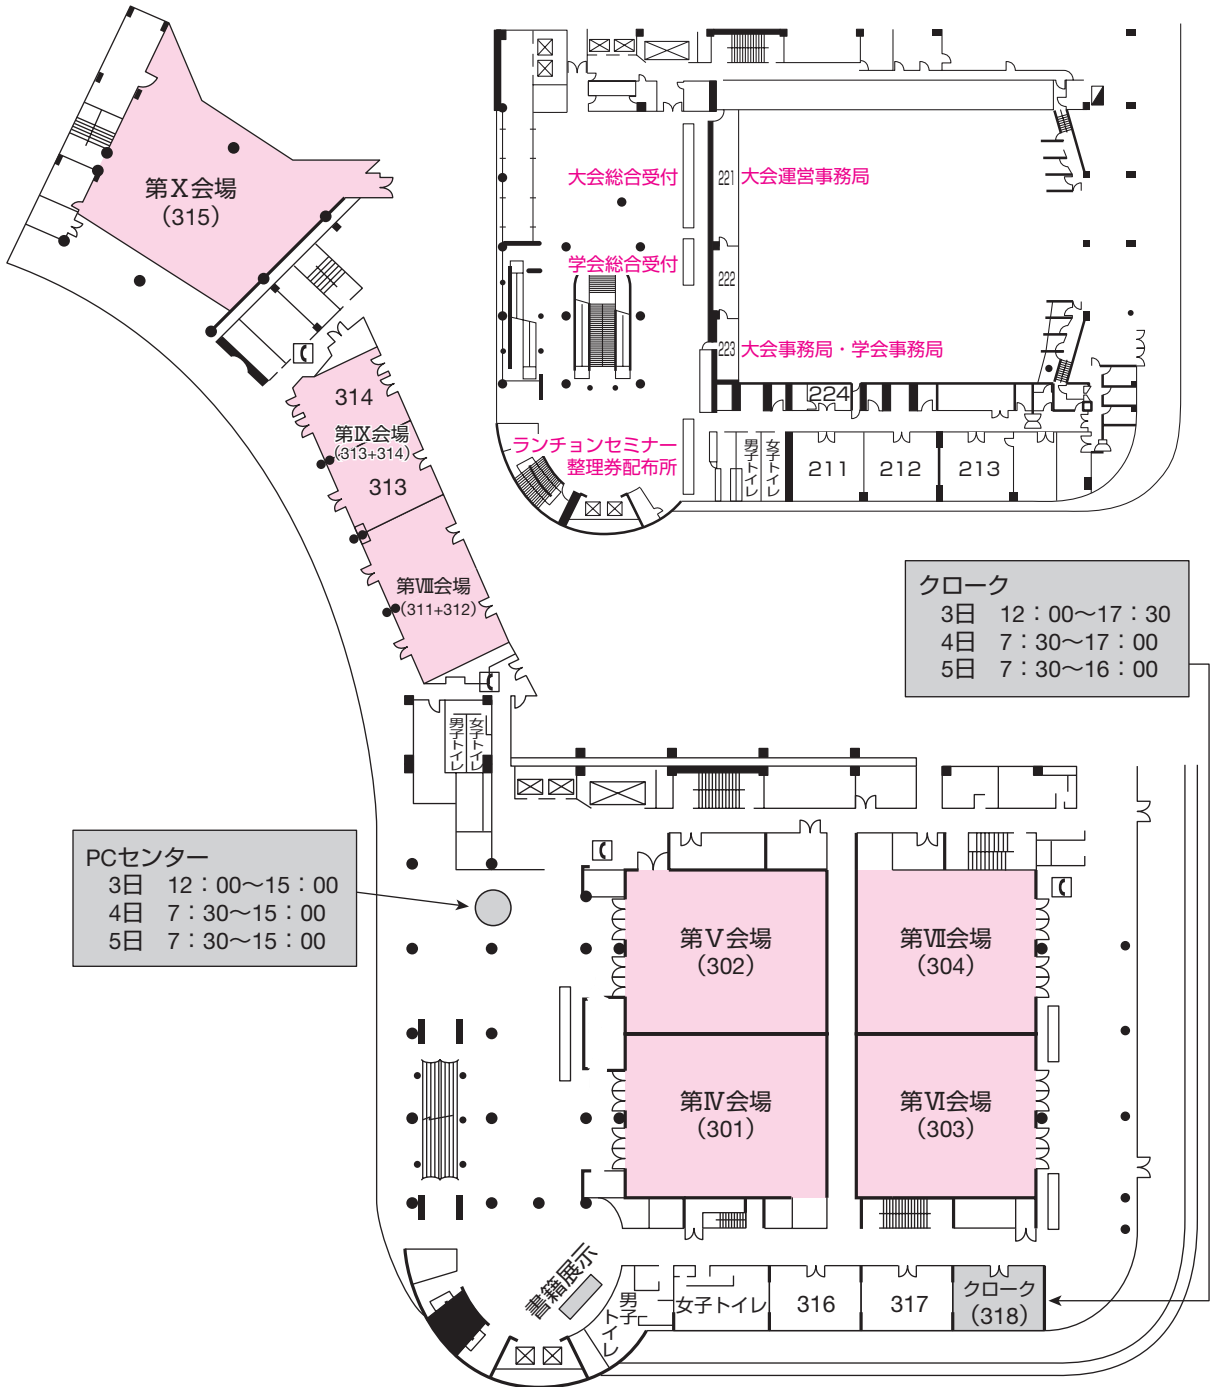 第Ⅹ会場
(315)
大会総合受付
221
大会運営事務局
学会総合受付
222
223
大会事務局・学会事務局
224
ランチョンセミナー
整理券配布所
男子トイレ
女子トイレ
211
212
213
314
第Ⅸ会場
(313+314)
313
第Ⅷ会場
(311+312)
クローク
3日 12：00〜17：30
4日 7：30〜17：00
5日 7：30〜16：00
男子トイレ
女子トイレ
PCセンター
3日 12：00〜15：00
4日 7：30〜15：00
5日 7：30〜15：00
第Ⅴ会場
(302)
第Ⅶ会場
(304)
第Ⅳ会場
(301)
第Ⅵ会場
(303)
書籍展示
男子トイレ
女子トイレ
316
317
クローク
(318)